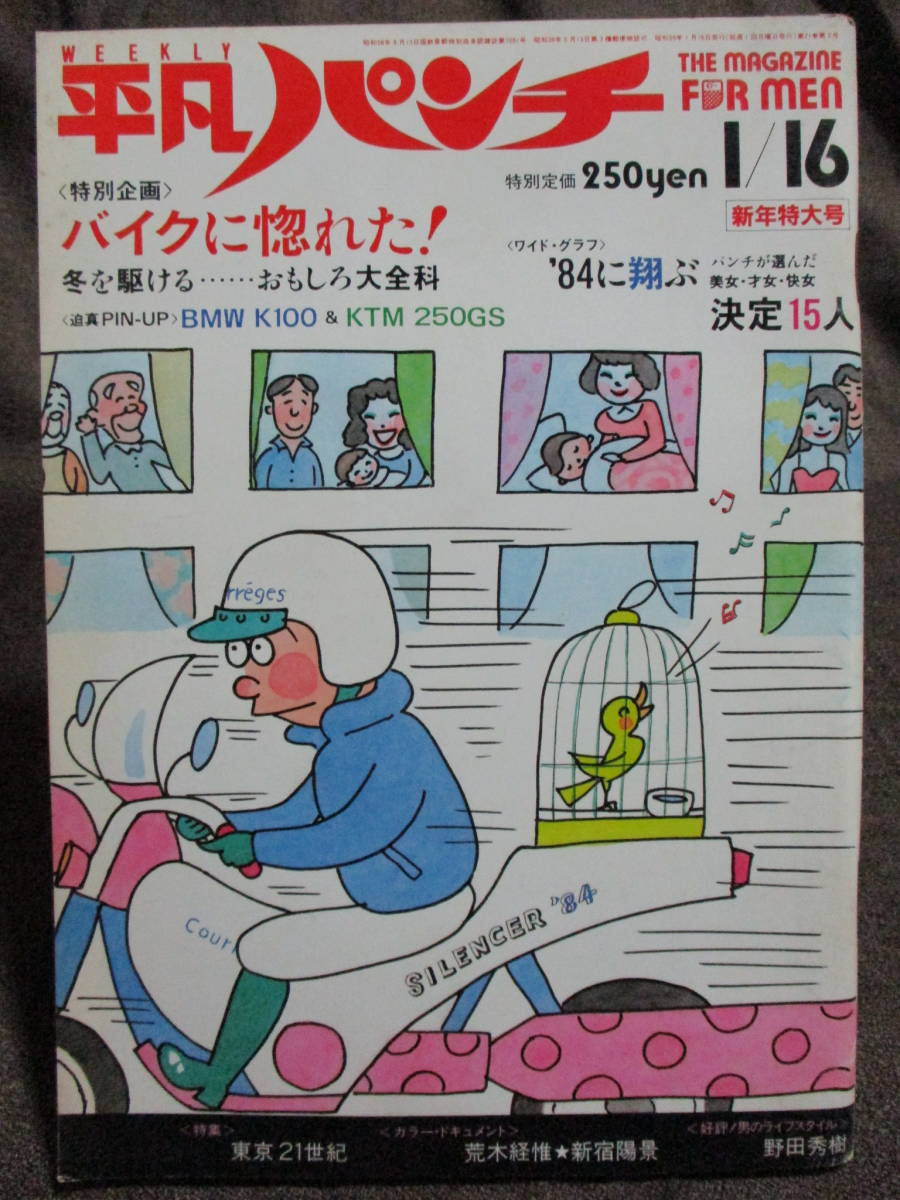 WEEKLY
平凡パンチ
THE MAGAZINE
FOR MEN
特別定価 250yen
1/16
新年特大号
〈特別企画〉
バイクに惚れた!
冬を駆ける……おもしろ大全科
〈迫真PIN-UP〉BMW K100 & KTM 250GS
〈ワイド・グラフ〉
'84に翔ぶ
パンチが選んだ
美女・才女・快女
決定15人
rrèges
Cour
SILENCER '84
〈特集〉
東京21世紀
〈カラー・ドキュメント〉
荒木経惟★新宿陽景
〈好評!男のライフスタイル〉
野田秀樹